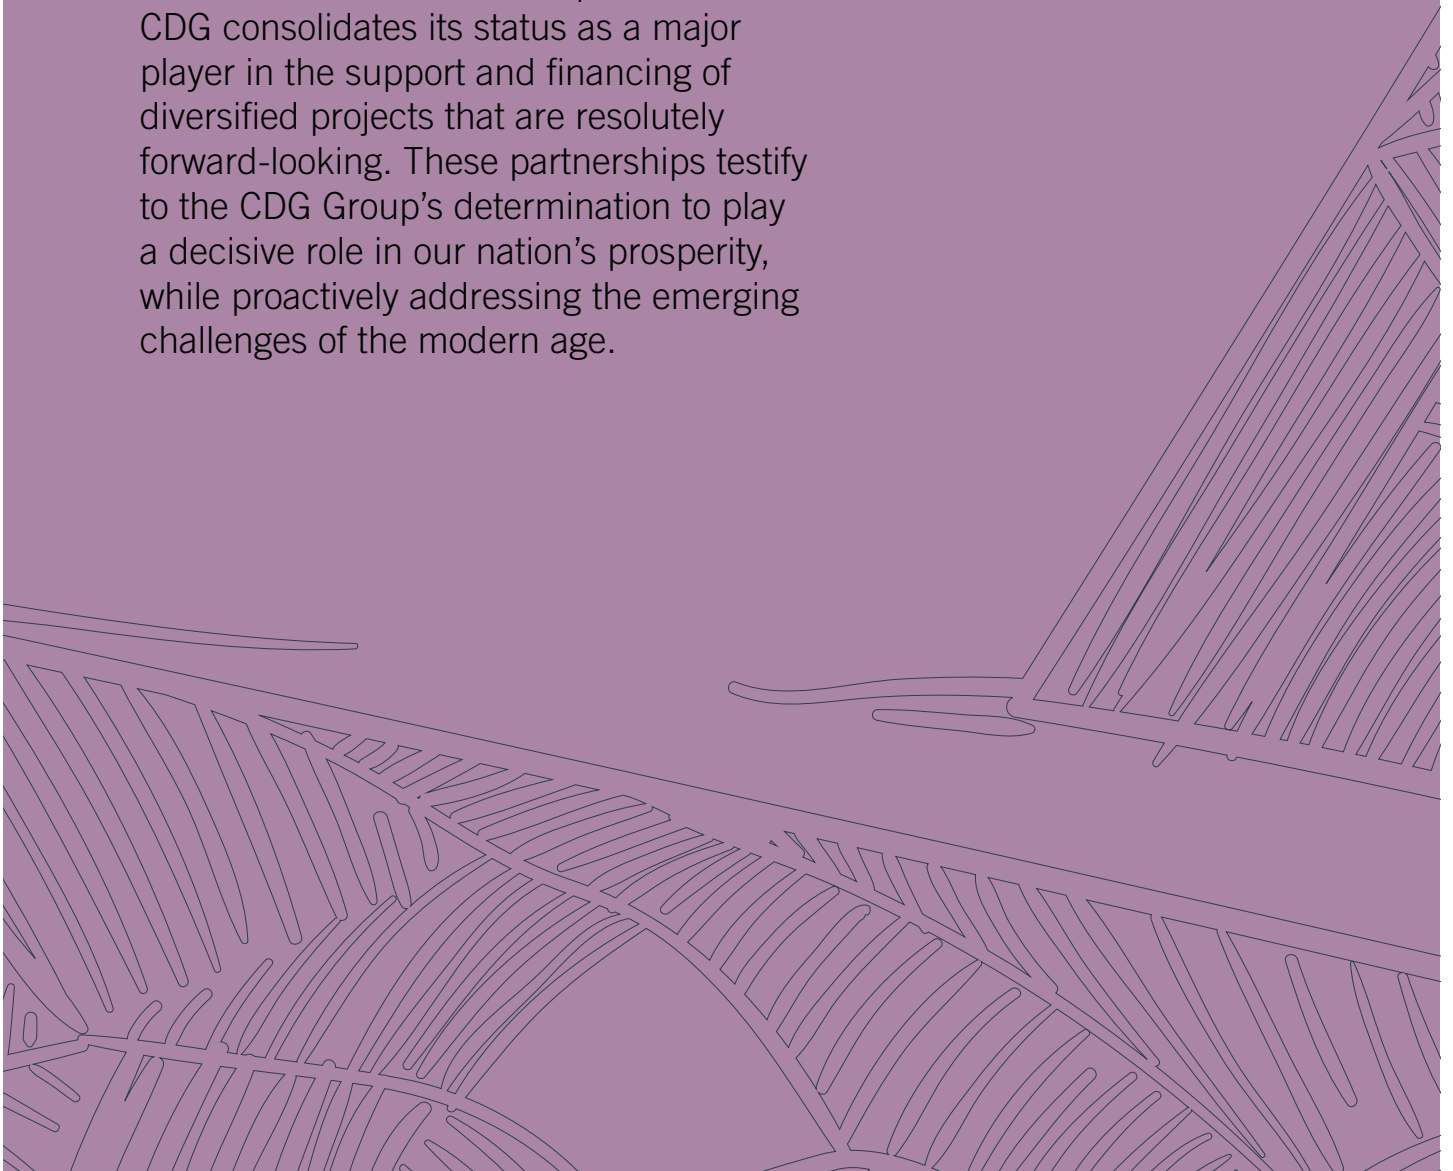 CDG consolidates its status as a major
player in the support and financing of
diversified projects that are resolutely
forward-looking. These partnerships testify
to the CDG Group’s determination to play
a decisive role in our nation’s prosperity,
while proactively addressing the emerging
challenges of the modern age.